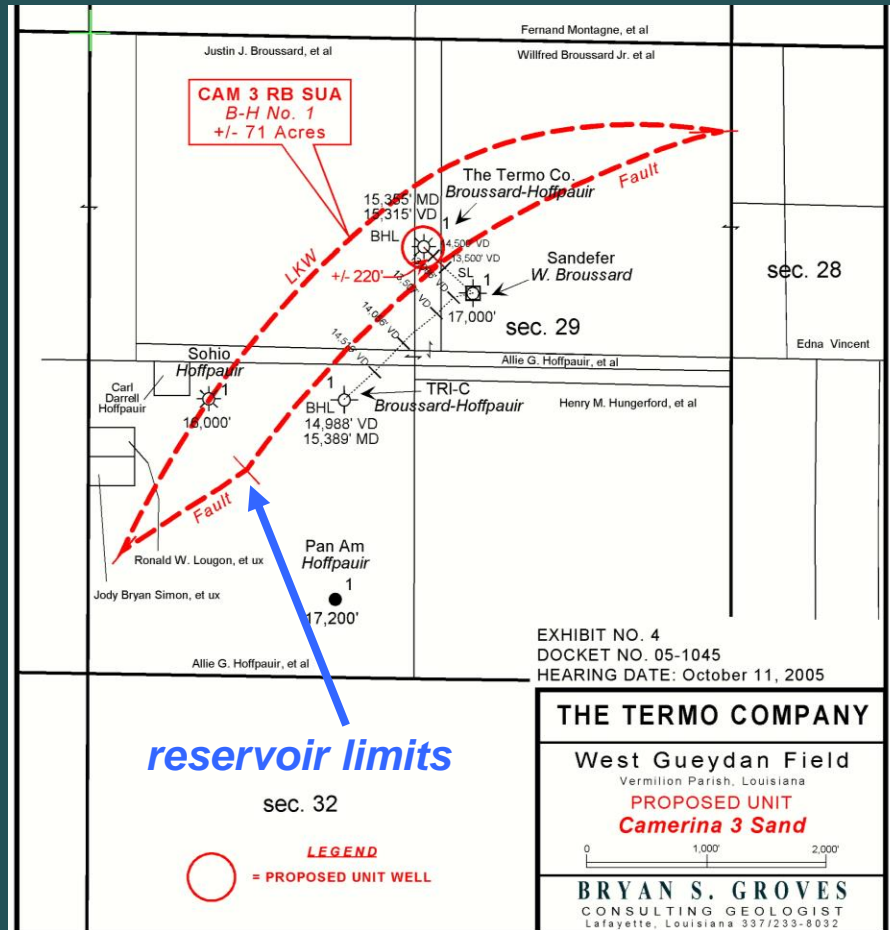 Fernand Montagne, et al
Justin J. Broussard, et al
Willfred Broussard Jr. et al
CAM 3 RB SUA
B-H No. 1
+/- 71 Acres
Fault
The Termo Co.
Broussard-Hoffpauir
15,355' MD
15,315' VD
1
BHL
14,500' VD
13,500' VD
LKW
+/- 220'
SL
1
Sandefer
W. Broussard
17,000'
sec. 28
sec. 29
14,518' VD
Edna Vincent
Allie G. Hoffpauir, et al
Sohio
Hoffpauir
1
Carl
Darrell
Hoffpauir
1
TRI-C
Broussard-Hoffpauir
Henry M. Hungerford, et al
BHL
14,988' VD
15,389' MD
Fault
Ronald W. Lougon, et ux
Jody Bryan Simon, et ux
Pan Am
Hoffpauir
1
17,200'
Allie G. Hoffpauir, et al
EXHIBIT NO. 4
DOCKET NO. 05-1045
HEARING DATE: October 11, 2005
reservoir limits
sec. 32
LEGEND
= PROPOSED UNIT WELL
THE TERMO COMPANY
West Gueydan Field
Vermilion Parish, Louisiana
PROPOSED UNIT
Camerina 3 Sand
0 1,000' 2,000'
BRYAN S. GROVES
CONSULTING GEOLOGIST
Lafayette, Louisiana 337/233-8032